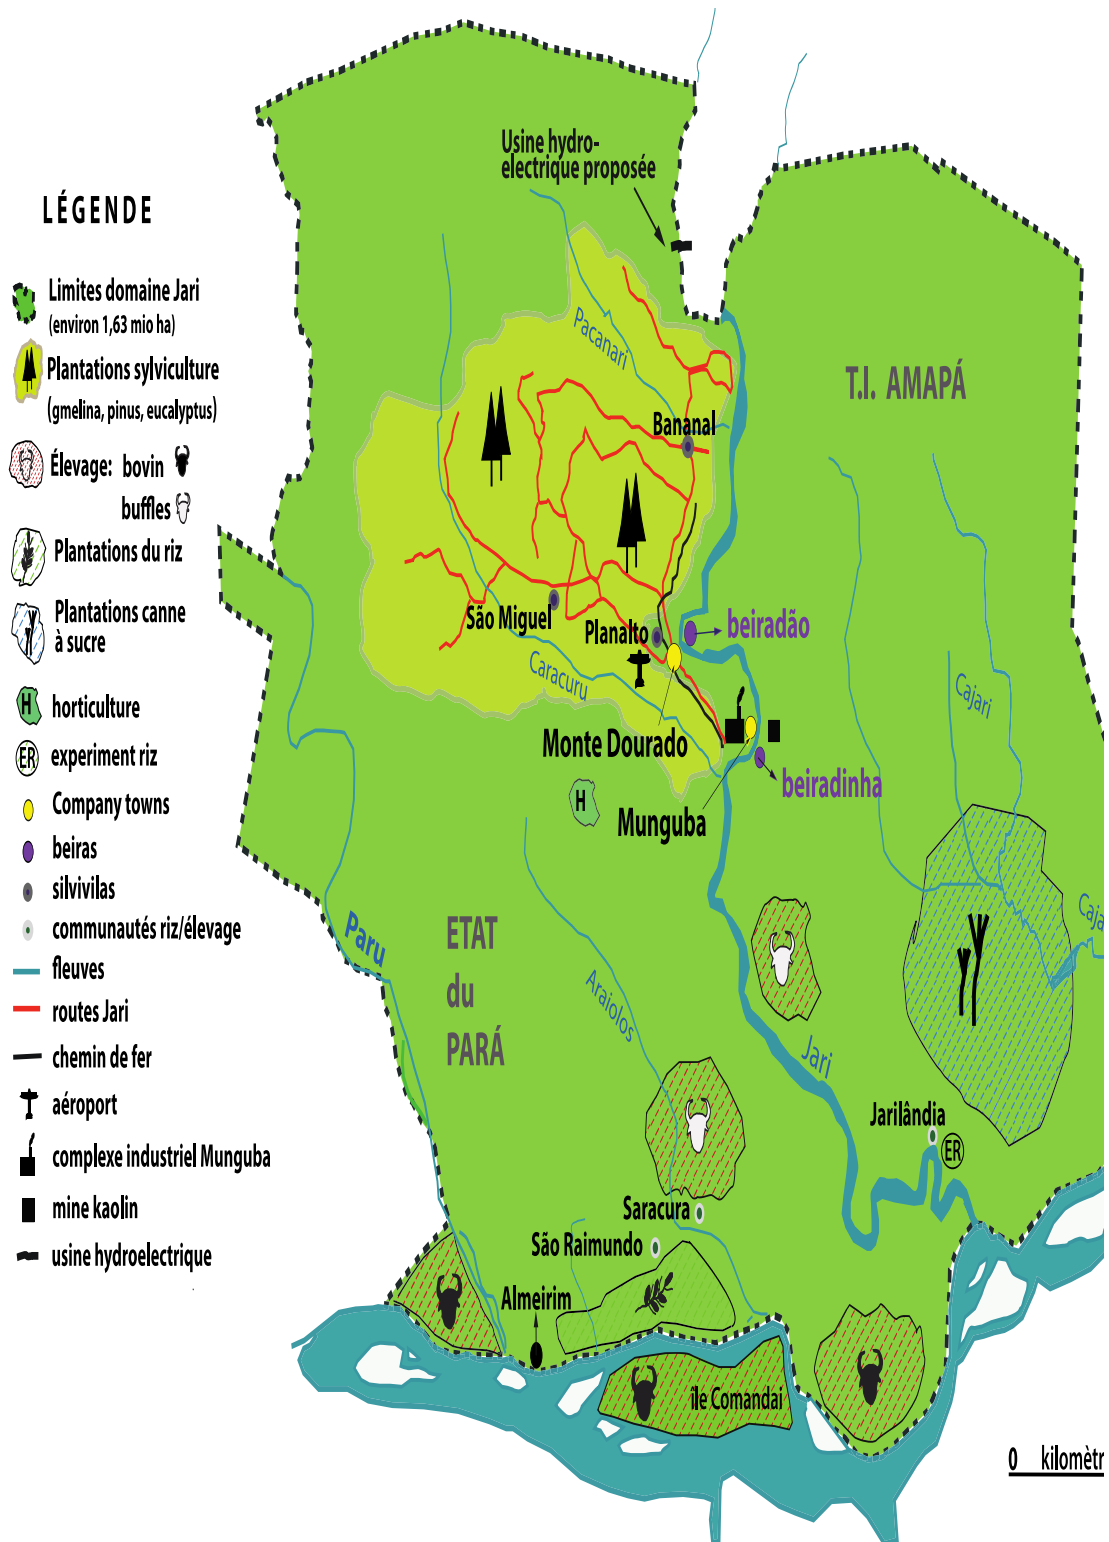 LÉGENDE
Limites domaine Jari
(environ 1,63 mio ha)
Plantations sylviculture
(gmelina, pinus, eucalyptus)
Élevage: bovin
buffles
Plantations du riz
Plantations canne
à sucre
H horticulture
ER experiment riz
Company towns
beiras
silvivilas
communautés riz/élevage
fleuves
routes Jari
chemin de fer
aéroport
complexe industriel Munguba
mine kaolin
usine hydroelectrique
Usine hydro-
electrique proposée
Pacanari
T.I. AMAPÁ
Bananal
São Miguel
Planalto
beiradão
Caracuru
Cajari
Monte Dourado
beiradinha
H
Munguba
Paru
ETAT
du
PARÁ
Caja
Araiolos
Jari
Jarilândia
ER
Saracura
São Raimundo
Almeirim
île Comandai
0 kilomètr